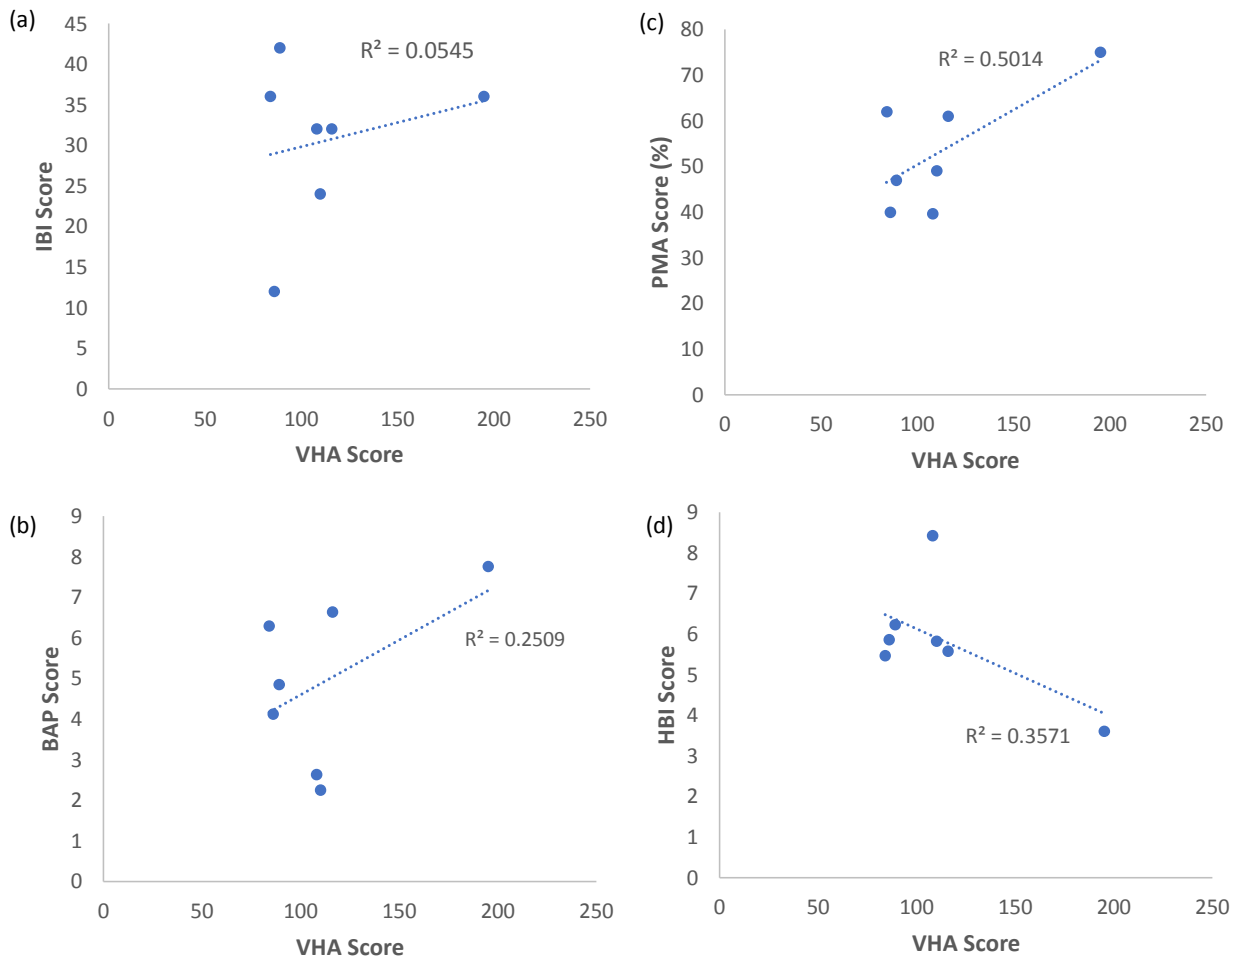 (a)
45
40
35
30
25
20
15
10
5
0
IBI Score
R² = 0.0545
0 50 100 150 200 250
VHA Score
(c)
80
70
60
50
40
30
20
10
0
PMA Score (%)
R² = 0.5014
0 50 100 150 200 250
VHA Score
(b)
9
8
7
6
5
4
3
2
1
0
BAP Score
R² = 0.2509
0 50 100 150 200 250
VHA Score
(d)
9
8
7
6
5
4
3
2
1
0
HBI Score
R² = 0.3571
0 50 100 150 200 250
VHA Score